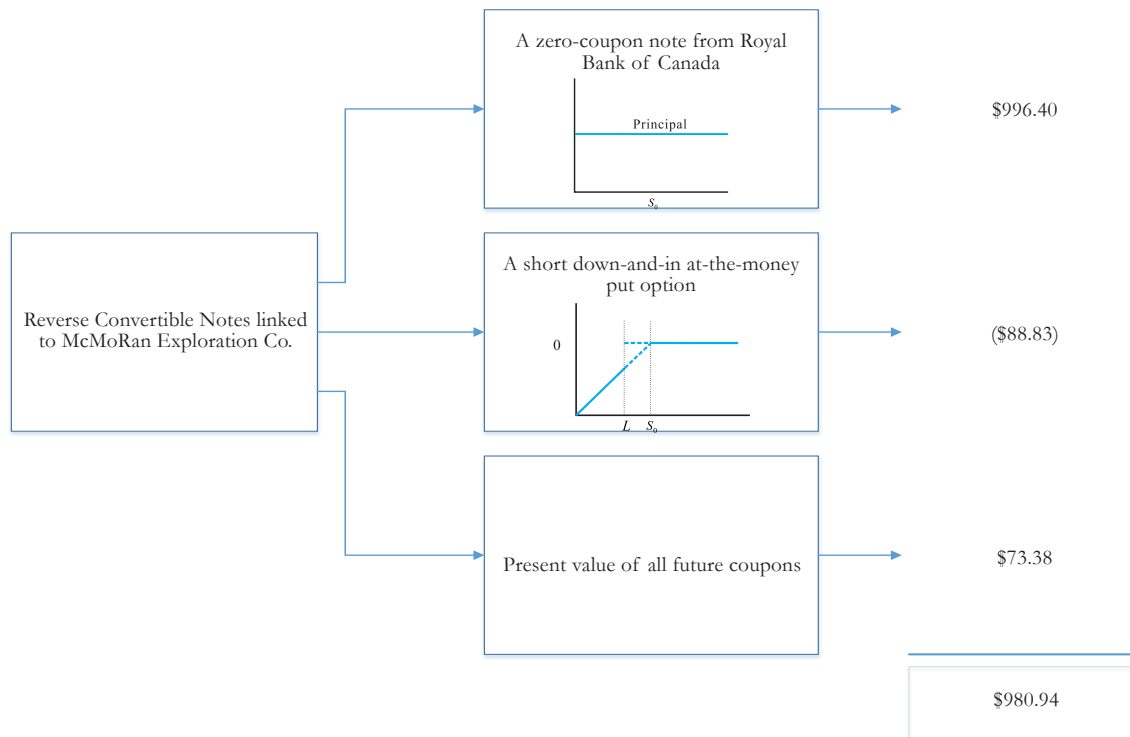 A zero-coupon note from Royal
Bank of Canada
Principal
S₀
$996.40
Reverse Convertible Notes linked
to McMoRan Exploration Co.
A short down-and-in at-the-money
put option
0
L S₀
($88.83)
Present value of all future coupons
$73.38
$980.94